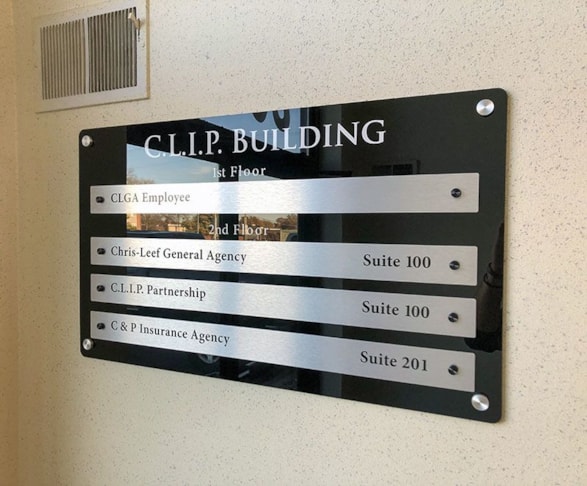 C.L.I.P. BUILDING
1st Floor
CLGA Employee
2nd Floor
Chris-Leef General Agency Suite 100
C.L.I.P. Partnership Suite 100
C & P Insurance Agency Suite 201